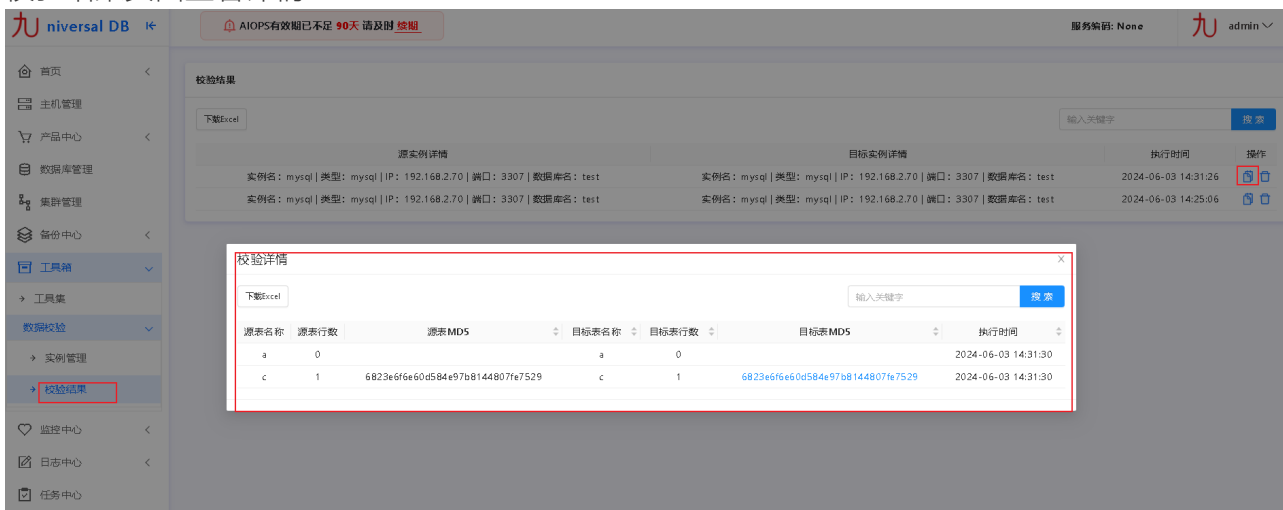 九 niversal DB
AIOPS有效期已不足 90天 请及时 续期
服务编码: None
九 admin
首页
主机管理
产品中心
数据库管理
集群管理
备份中心
工具箱
工具集
数据校验
实例管理
校验结果
监控中心
日志中心
任务中心
校验结果
下载Excel
输入关键字
搜 索
源实例详情 目标实例详情 执行时间 操作
实例名: mysql | 类型: mysql | IP: 192.168.2.70 | 端口: 3307 | 数据库名: test 实例名: mysql | 类型: mysql | IP: 192.168.2.70 | 端口: 3307 | 数据库名: test 2024-06-03 14:31:26
实例名: mysql | 类型: mysql | IP: 192.168.2.70 | 端口: 3307 | 数据库名: test 实例名: mysql | 类型: mysql | IP: 192.168.2.70 | 端口: 3307 | 数据库名: test 2024-06-03 14:25:06
校验详情
下载Excel
输入关键字
搜 索
源表名称 源表行数 源表MD5 目标表名称 目标表行数 目标表MD5 执行时间
a 0 a 0 2024-06-03 14:31:30
c 1 6823e6f6e60d584e97b8144807fe7529 c 1 6823e6f6e60d584e97b8144807fe7529 2024-06-03 14:31:30